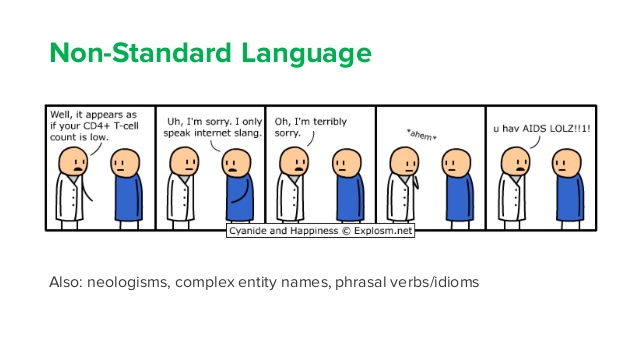 Non-Standard Language
Well, it appears as
if your CD4+ T-cell
count is low.
Uh, I'm sorry. I only
speak internet slang.
Oh, I'm terribly
sorry.
*ahem*
u hav AIDS LOLZ!!1!
Cyanide and Happiness © Explosm.net
Also: neologisms, complex entity names, phrasal verbs/idioms